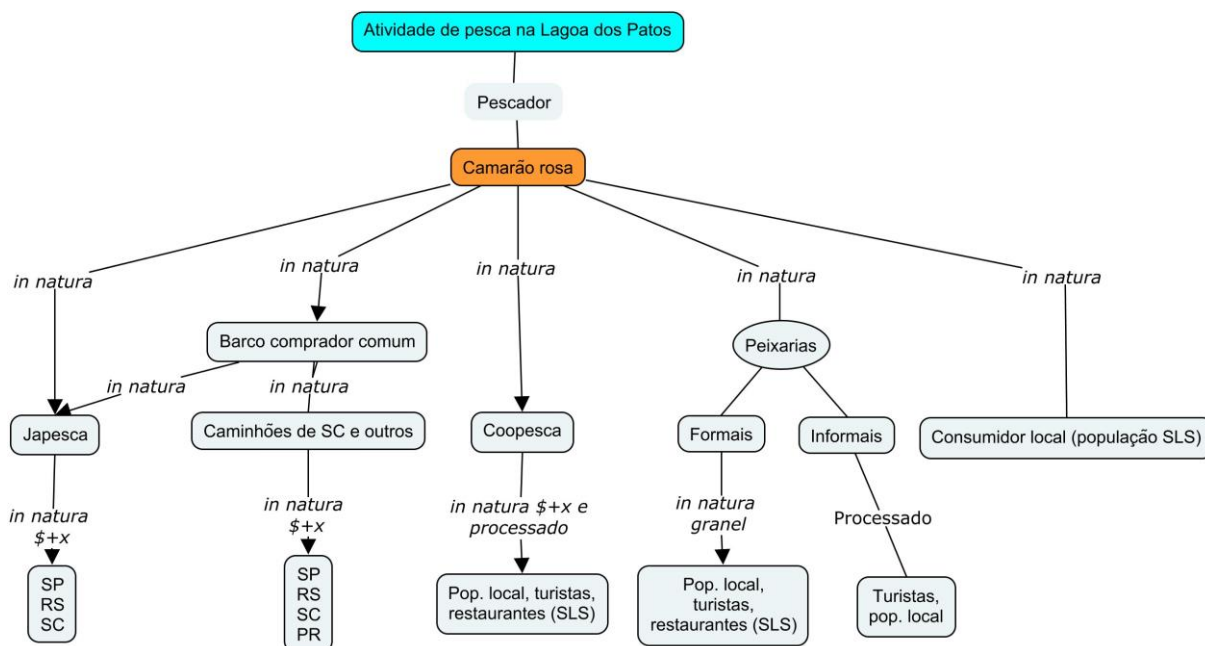 Atividade de pesca na Lagoa dos Patos
Pescador
Camarão rosa
in natura
in natura
in natura
in natura
in natura
Barco comprador comum
Peixarias
in natura
in natura
Japesca
Caminhões de SC e outros
Coopesca
Formais
Informais
Consumidor local (população SLS)
in natura
$+x
in natura
$+x
in natura $+x e
processado
in natura
granel
Processado
SP
RS
SC
SP
RS
SC
PR
Pop. local, turistas,
restaurantes (SLS)
Pop. local,
turistas,
restaurantes (SLS)
Turistas,
pop. local